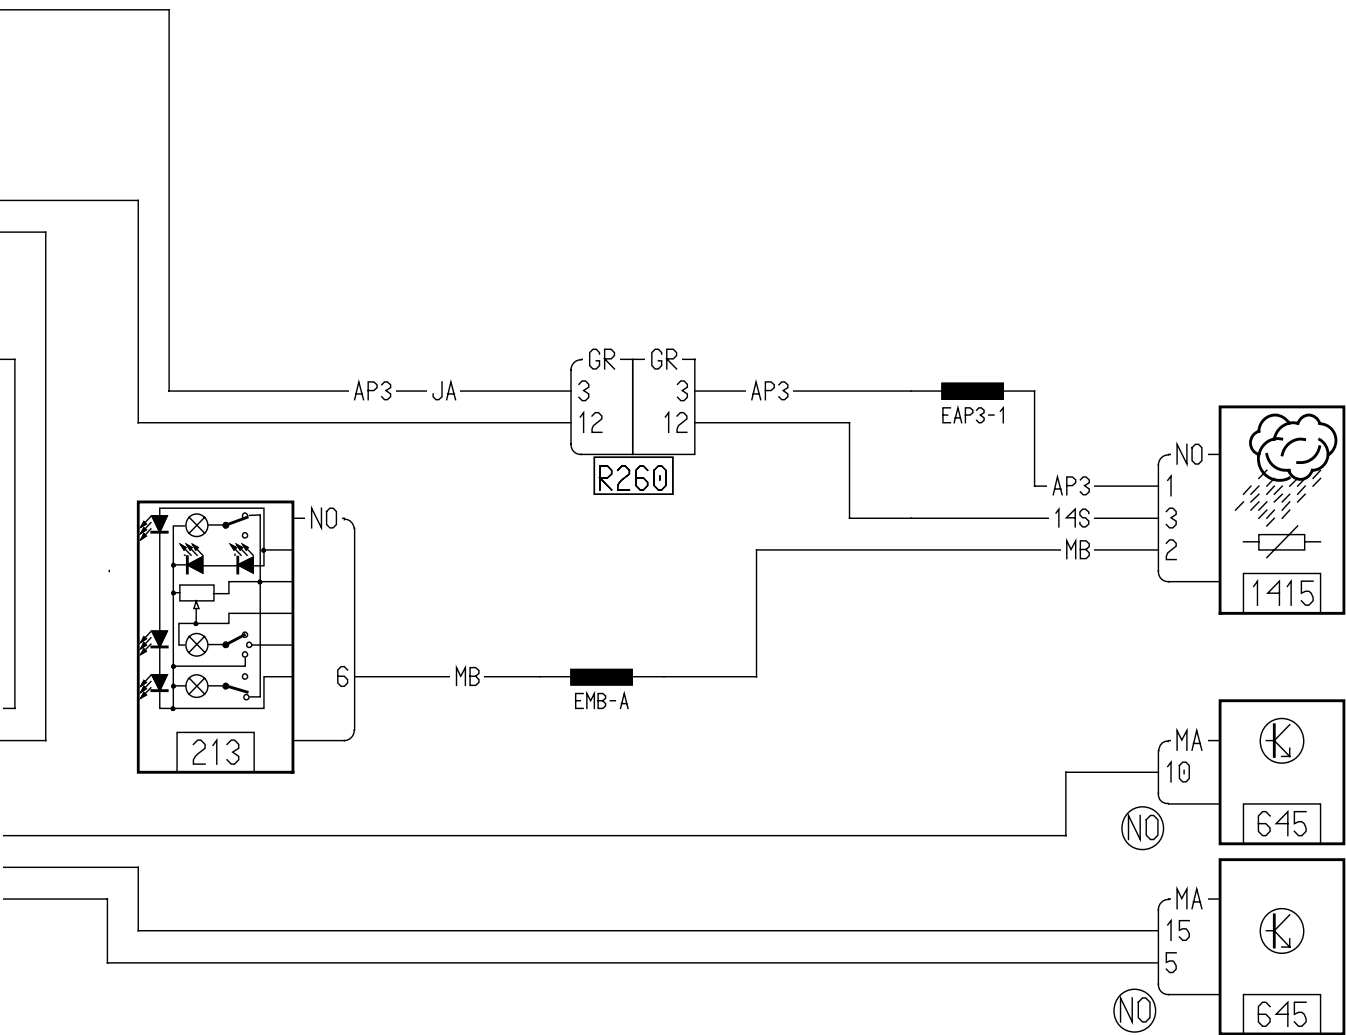 GR GR
AP3 JA 3 3 AP3
EAP3-1
12 12
R260
NO
AP3 1
14S 3
MB 2
1415
NO
6 MB
EMB-A
213
MA
10
NO
645
MA
15
5
NO
645